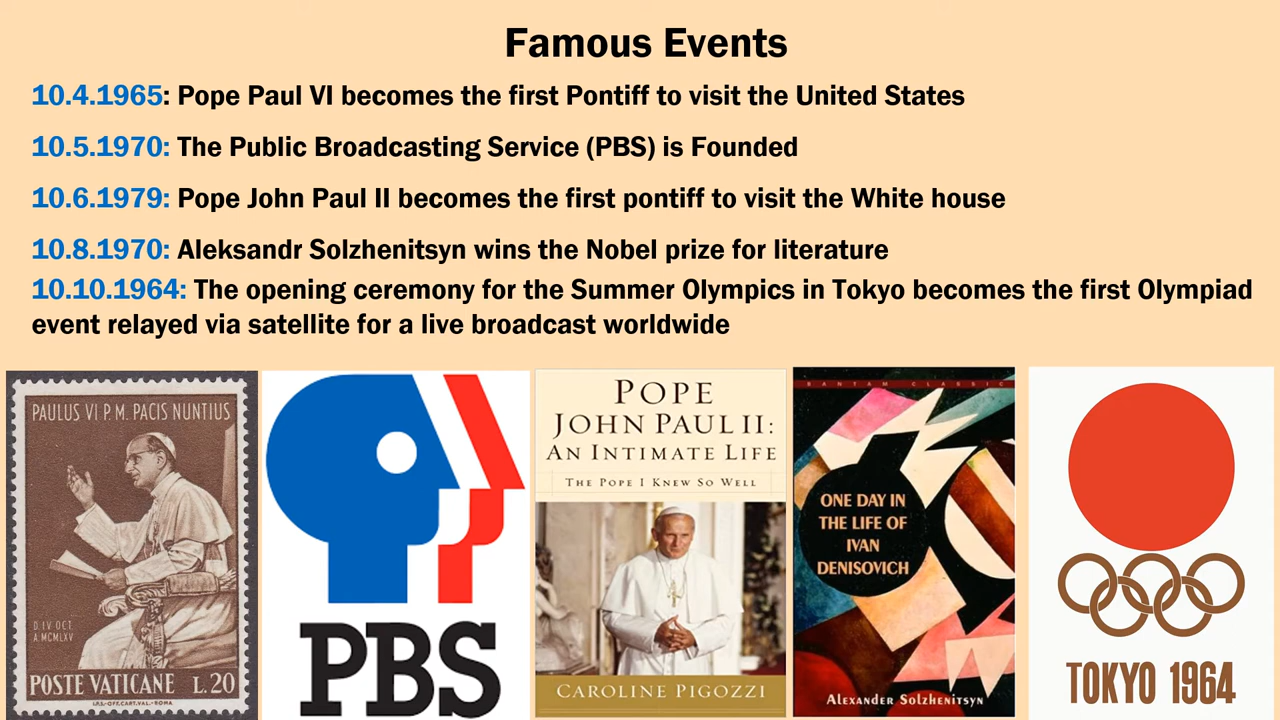 Famous Events
10.4.1965: Pope Paul VI becomes the first Pontiff to visit the United States
10.5.1970: The Public Broadcasting Service (PBS) is Founded
10.6.1979: Pope John Paul II becomes the first pontiff to visit the White house
10.8.1970: Aleksandr Solzhenitsyn wins the Nobel prize for literature
10.10.1964: The opening ceremony for the Summer Olympics in Tokyo becomes the first Olympiad
event relayed via satellite for a live broadcast worldwide
PAULUS VI P. M. PACIS NUNTIUS
D. IV OCT.
A. MCMLXV
POSTE VATICANE L.20
I.P.S.-OFF.CART.VAL.-ROMA
PBS
POPE
JOHN PAUL II:
AN INTIMATE LIFE
THE POPE I KNEW SO WELL
CAROLINE PIGOZZI
BANTAM CLASSIC
ONE DAY IN
THE LIFE OF
IVAN
DENISOVICH
Alexander Solzhenitsyn
TOKYO 1964